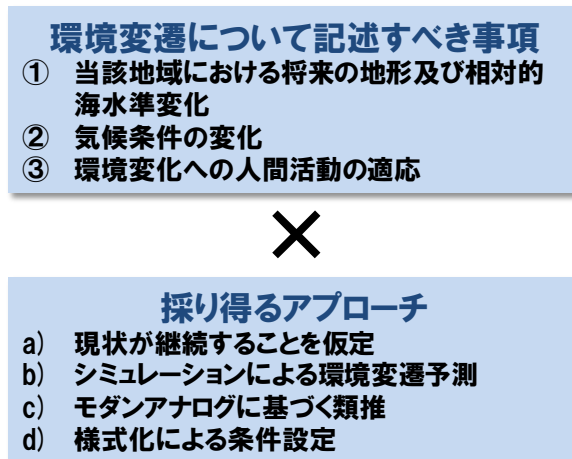 環境変遷について記述すべき事項
① 当該地域における将来の地形及び相対的
海水準変化
② 気候条件の変化
③ 環境変化への人間活動の適応
×
採り得るアプローチ
a) 現状が継続することを仮定
b) シミュレーションによる環境変遷予測
c) モダンアナログに基づく類推
d) 様式化による条件設定